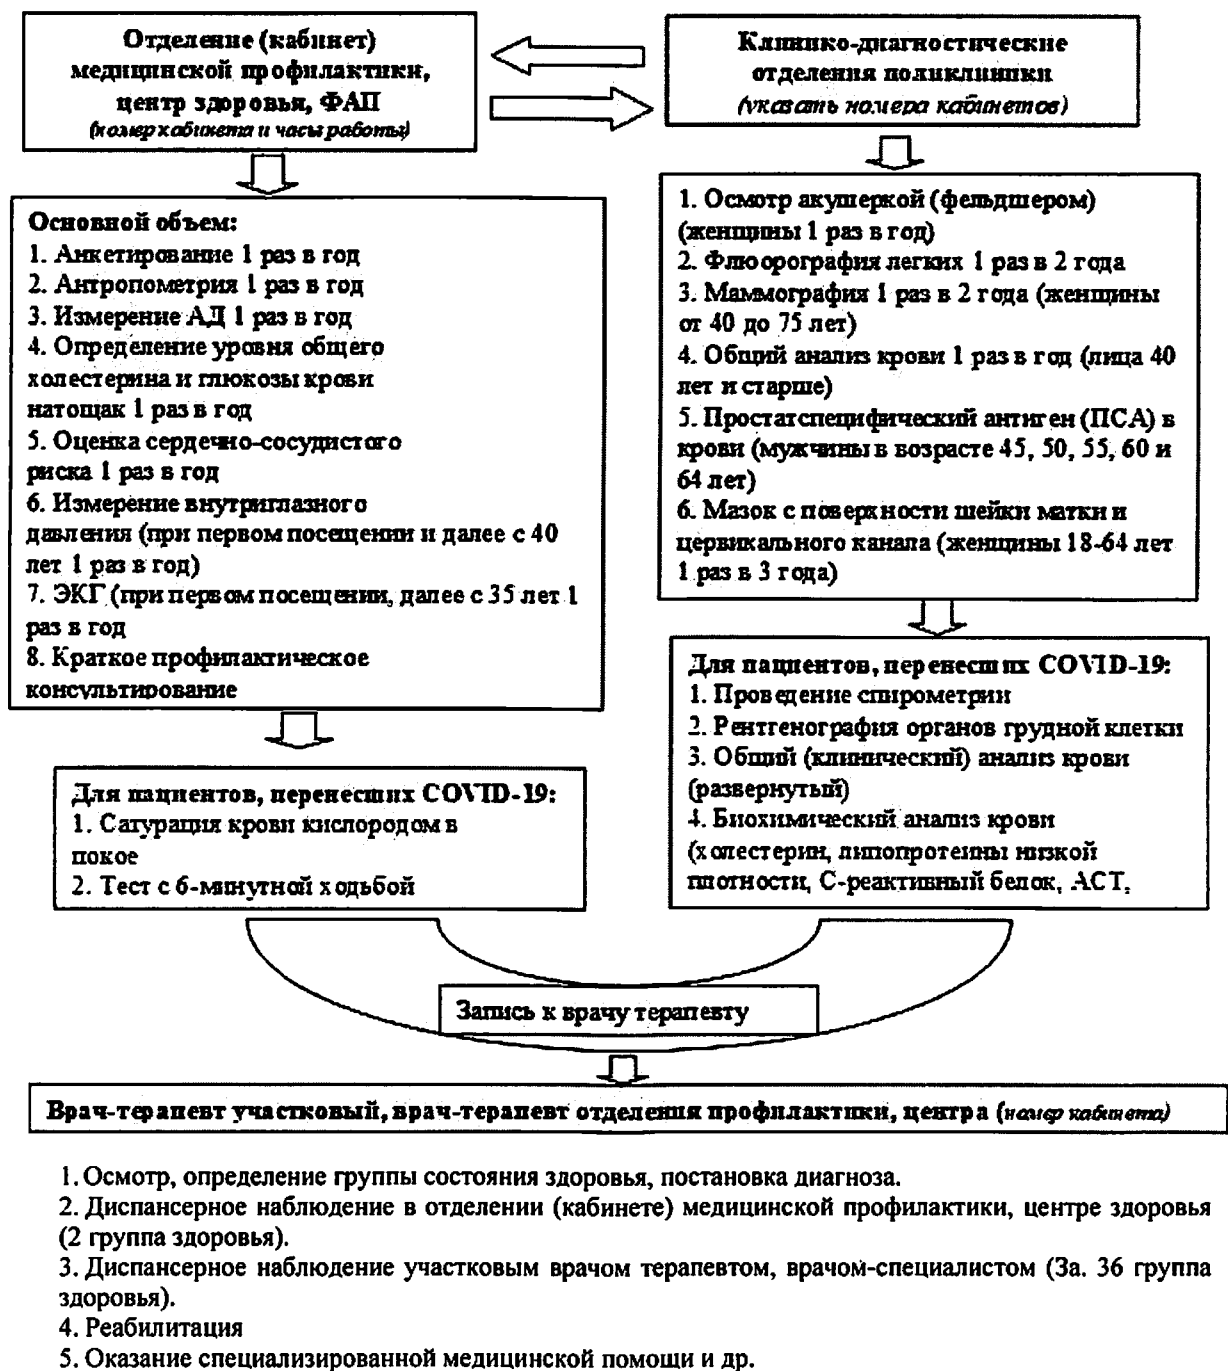 Отделение (кабинет)
медицинской профилактики,
центр здоровья, ФАП
(номер кабинета и часы работы)
Клинико-диагностические
отделения поликлиники
(указать номера кабинетов)
Основной объем:
1. Анкетирование 1 раз в год
2. Антропометрия 1 раз в год
3. Измерение АД 1 раз в год
4. Определение уровня общего
холестерина и глюкозы крови
натощак 1 раз в год
5. Оценка сердечно-сосудистого
риска 1 раз в год
6. Измерение внутриглазного
давления (при первом посещении и далее с 40
лет 1 раз в год)
7. ЭКГ (при первом посещении, далее с 35 лет 1
раз в год
8. Краткое профилактическое
консультирование
1. Осмотр акушеркой (фельдшером)
(женщины 1 раз в год)
2. Флюорография легких 1 раз в 2 года
3. Маммография 1 раз в 2 года (женщины
от 40 до 75 лет)
4. Общий анализ крови 1 раз в год (лица 40
лет и старше)
5. Простатспецифический антиген (ПСА) в
крови (мужчины в возрасте 45, 50, 55, 60 и
64 лет)
6. Мазок с поверхности шейки матки и
цервикального канала (женщины 18-64 лет
1 раз в 3 года)
Для пациентов, перенесших COVID-19:
1. Сатурация крови кислородом в
покое
2. Тест с 6-минутной ходьбой
Для пациентов, перенесших COVID-19:
1. Проведение спирометрии
2. Рентгенография органов грудной клетки
3. Общий (клинический) анализ крови
(развернутый)
4. Биохимический анализ крови
(холестерин, липопротеины низкой
плотности, С-реактивный белок, АСТ,
Запись к врачу терапевту
Врач-терапевт участковый, врач-терапевт отделения профилактики, центра (номер кабинета)
1. Осмотр, определение группы состояния здоровья, постановка диагноза.
2. Диспансерное наблюдение в отделении (кабинете) медицинской профилактики, центре здоровья
(2 группа здоровья).
3. Диспансерное наблюдение участковым врачом терапевтом, врачом-специалистом (За. 36 группа
здоровья).
4. Реабилитация
5. Оказание специализированной медицинской помощи и др.